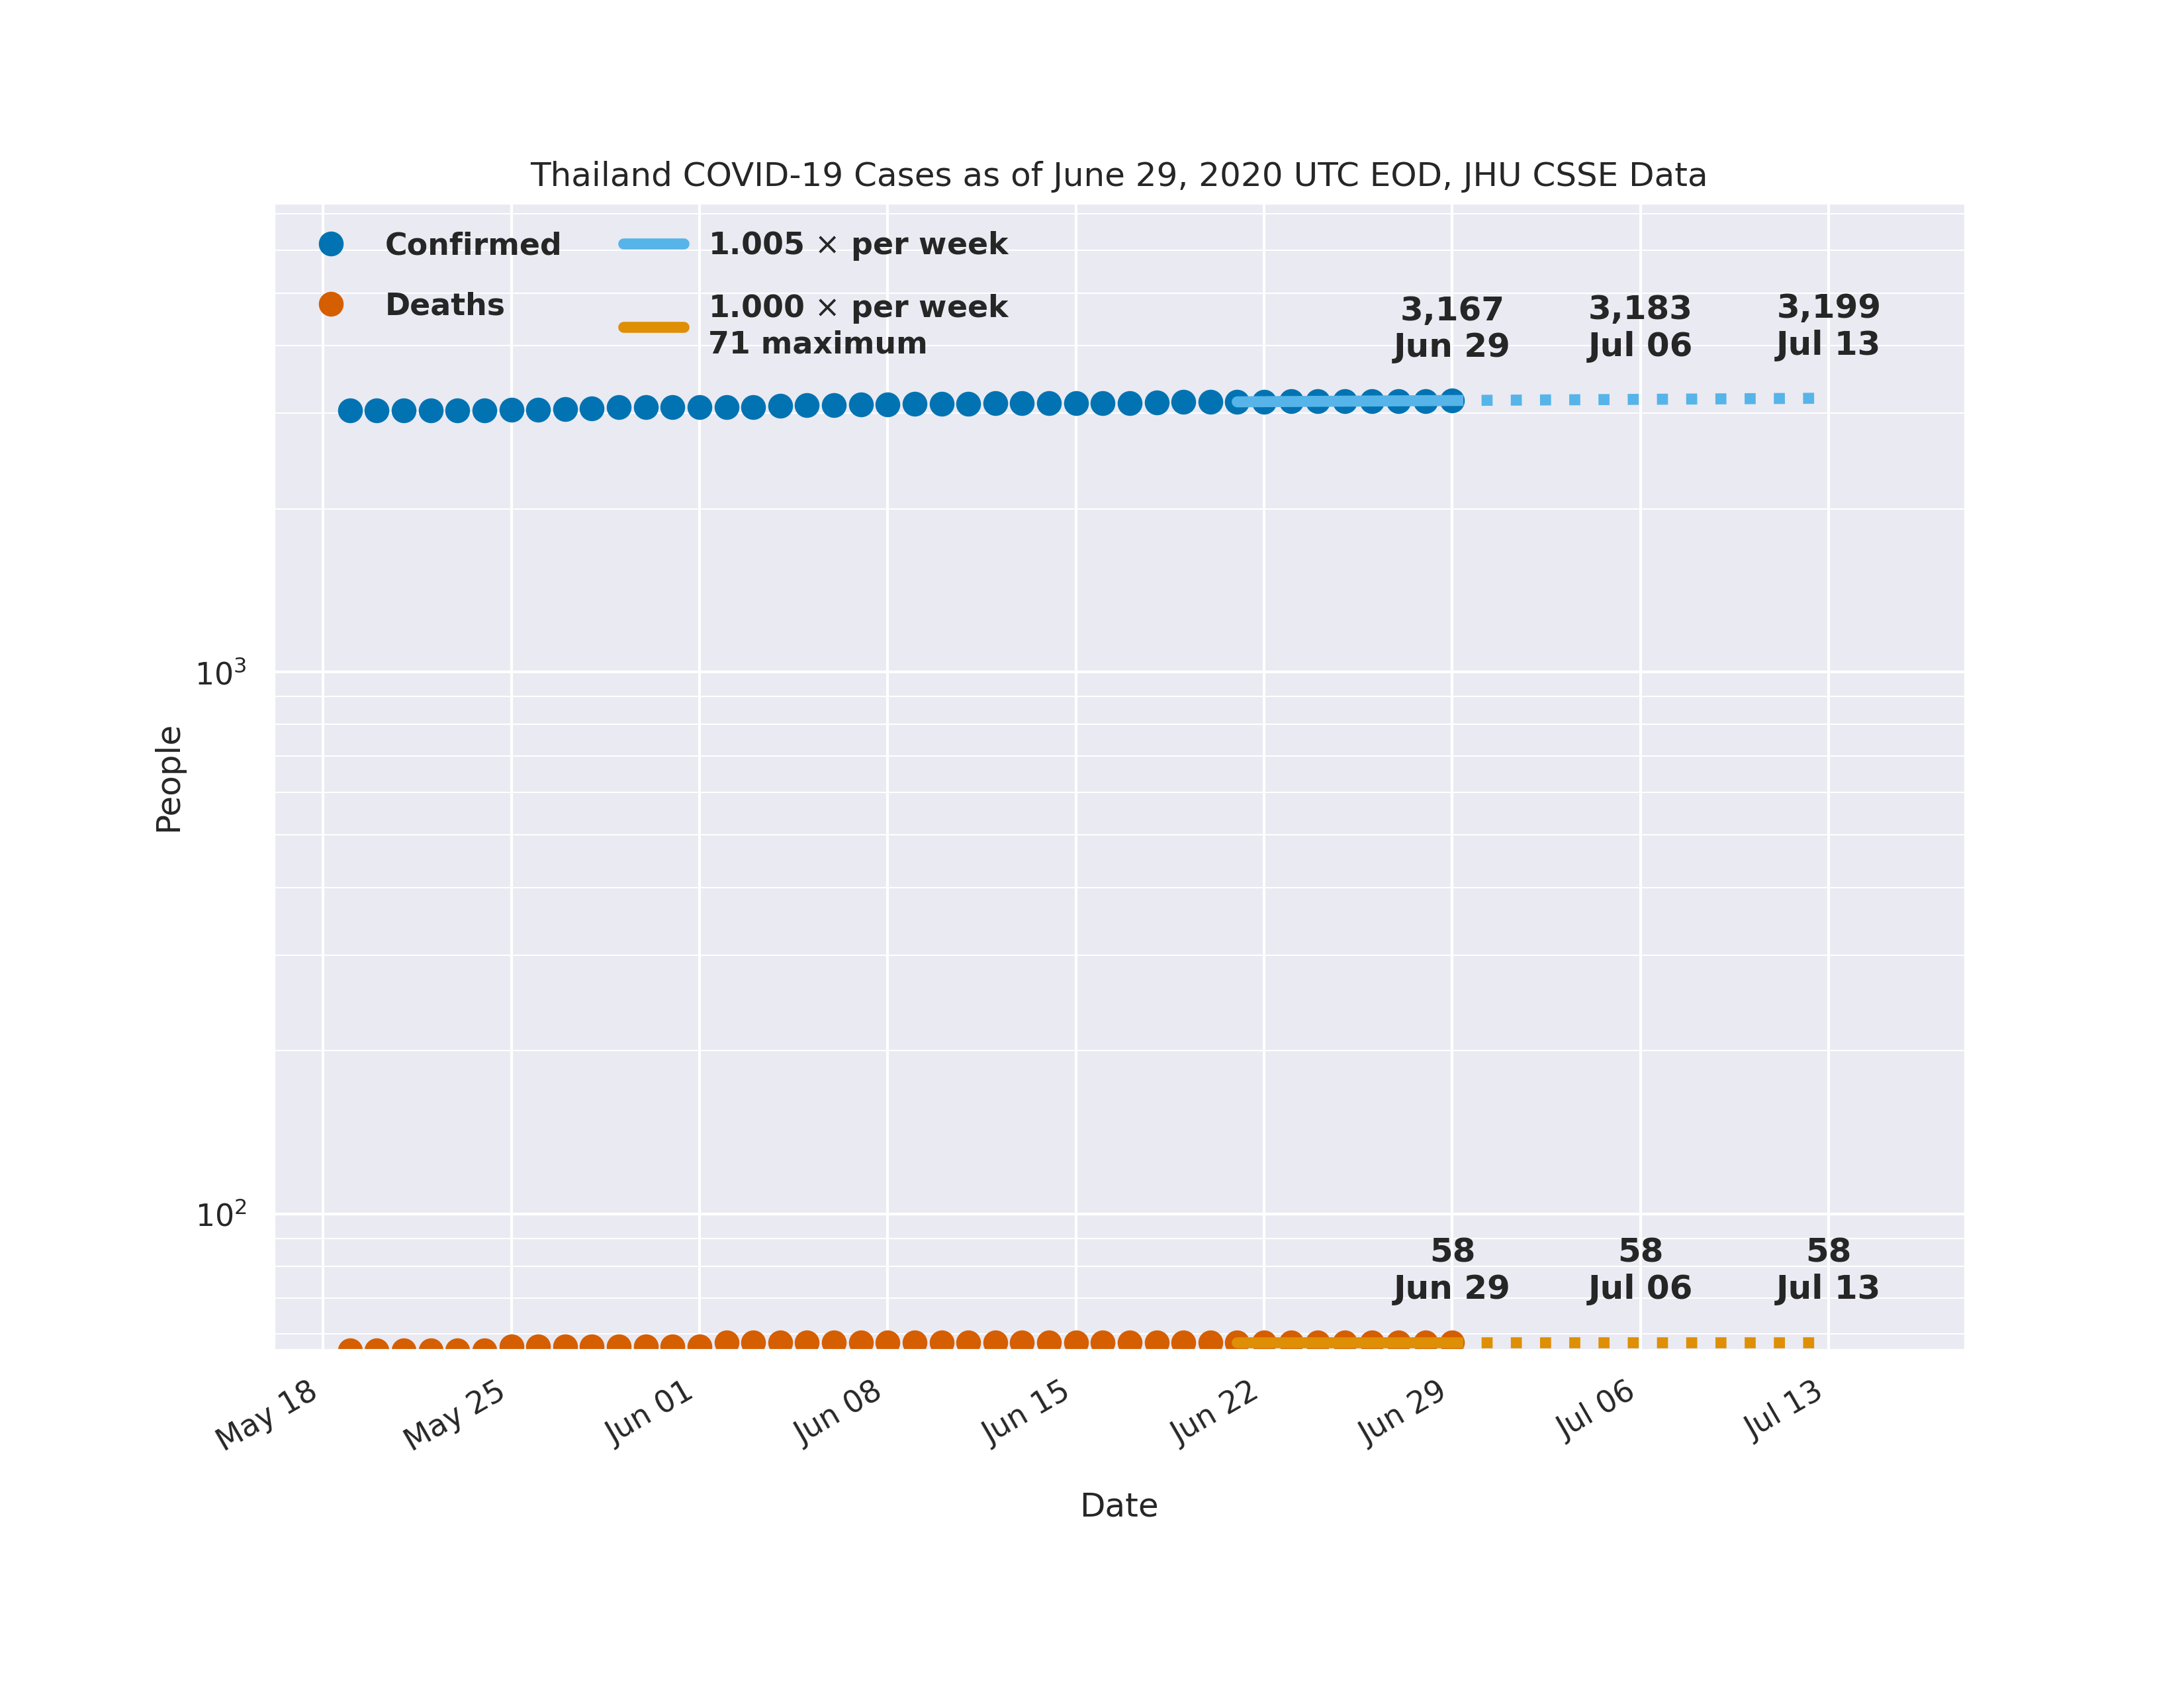 Thailand COVID-19 Cases as of June 29, 2020 UTC EOD, JHU CSSE Data
Confirmed
Deaths
1.005 × per week
1.000 × per week
71 maximum
3,167
Jun 29
3,183
Jul 06
3,199
Jul 13
People
10³
10²
58
Jun 29
58
Jul 06
58
Jul 13
May 18
May 25
Jun 01
Jun 08
Jun 15
Jun 22
Jun 29
Jul 06
Jul 13
Date